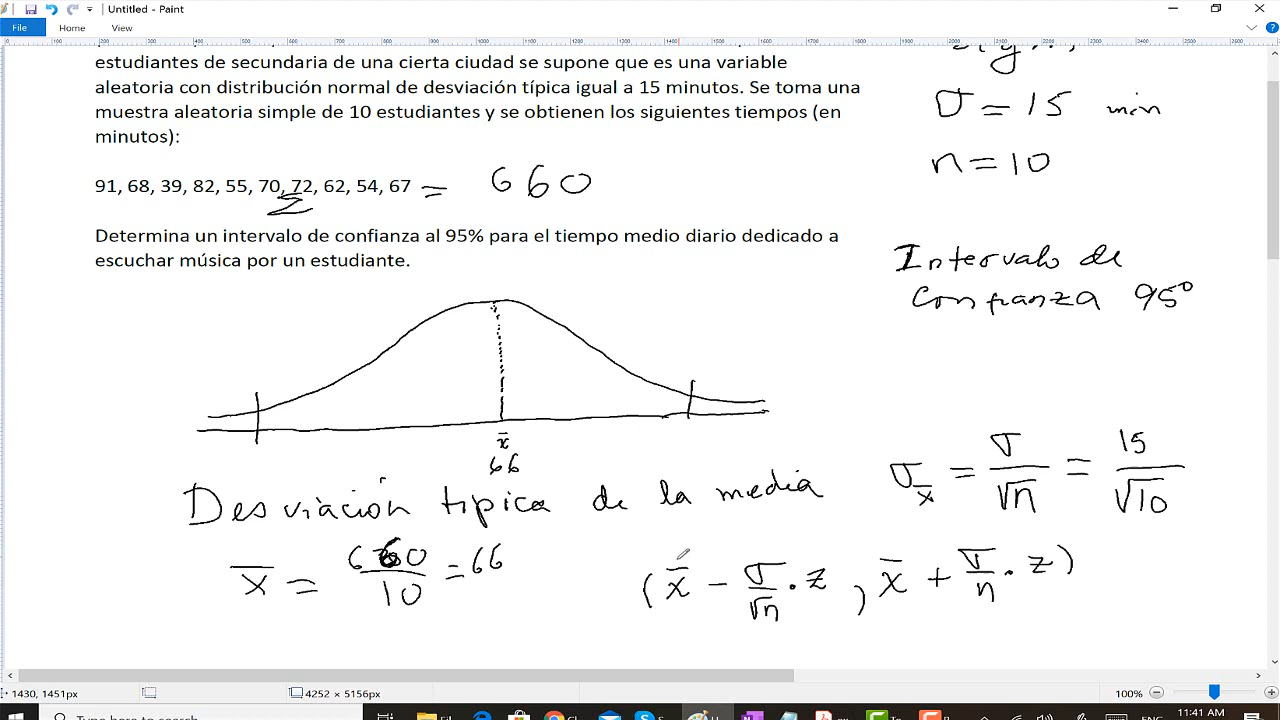 Untitled - Paint
File Home View
estudiantes de secundaria de una cierta ciudad se supone que es una variable
aleatoria con distribución normal de desviación típica igual a 15 minutos. Se toma una
muestra aleatoria simple de 10 estudiantes y se obtienen los siguientes tiempos (en
minutos):
σ = 15 min
n = 10
91, 68, 39, 82, 55, 70, 72, 62, 54, 67 = 660
Σ
Determina un intervalo de confianza al 95% para el tiempo medio diario dedicado a
escuchar música por un estudiante.
Intervalo de
Confianza 95°
x̄
66
Desviación tipica de la media σx̄ = σ/√n = 15/√10
x̄ = 660/10 = 66
(x̄ - σ/√n · z, x̄ + σ/n · z)
1430, 1451px
4252 × 5156px
100%
Type here to search
11:41 AM